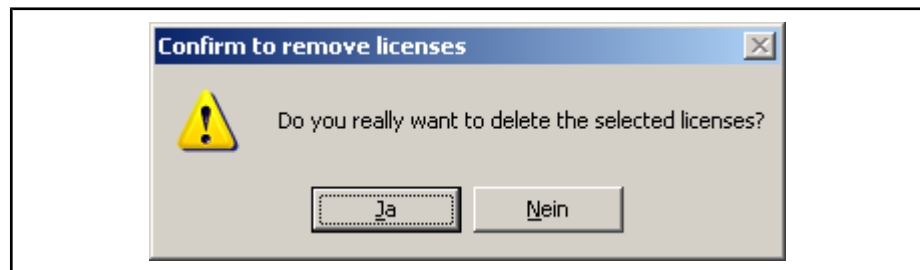 Confirm to remove licenses
Do you really want to delete the selected licenses?
Ja
Nein